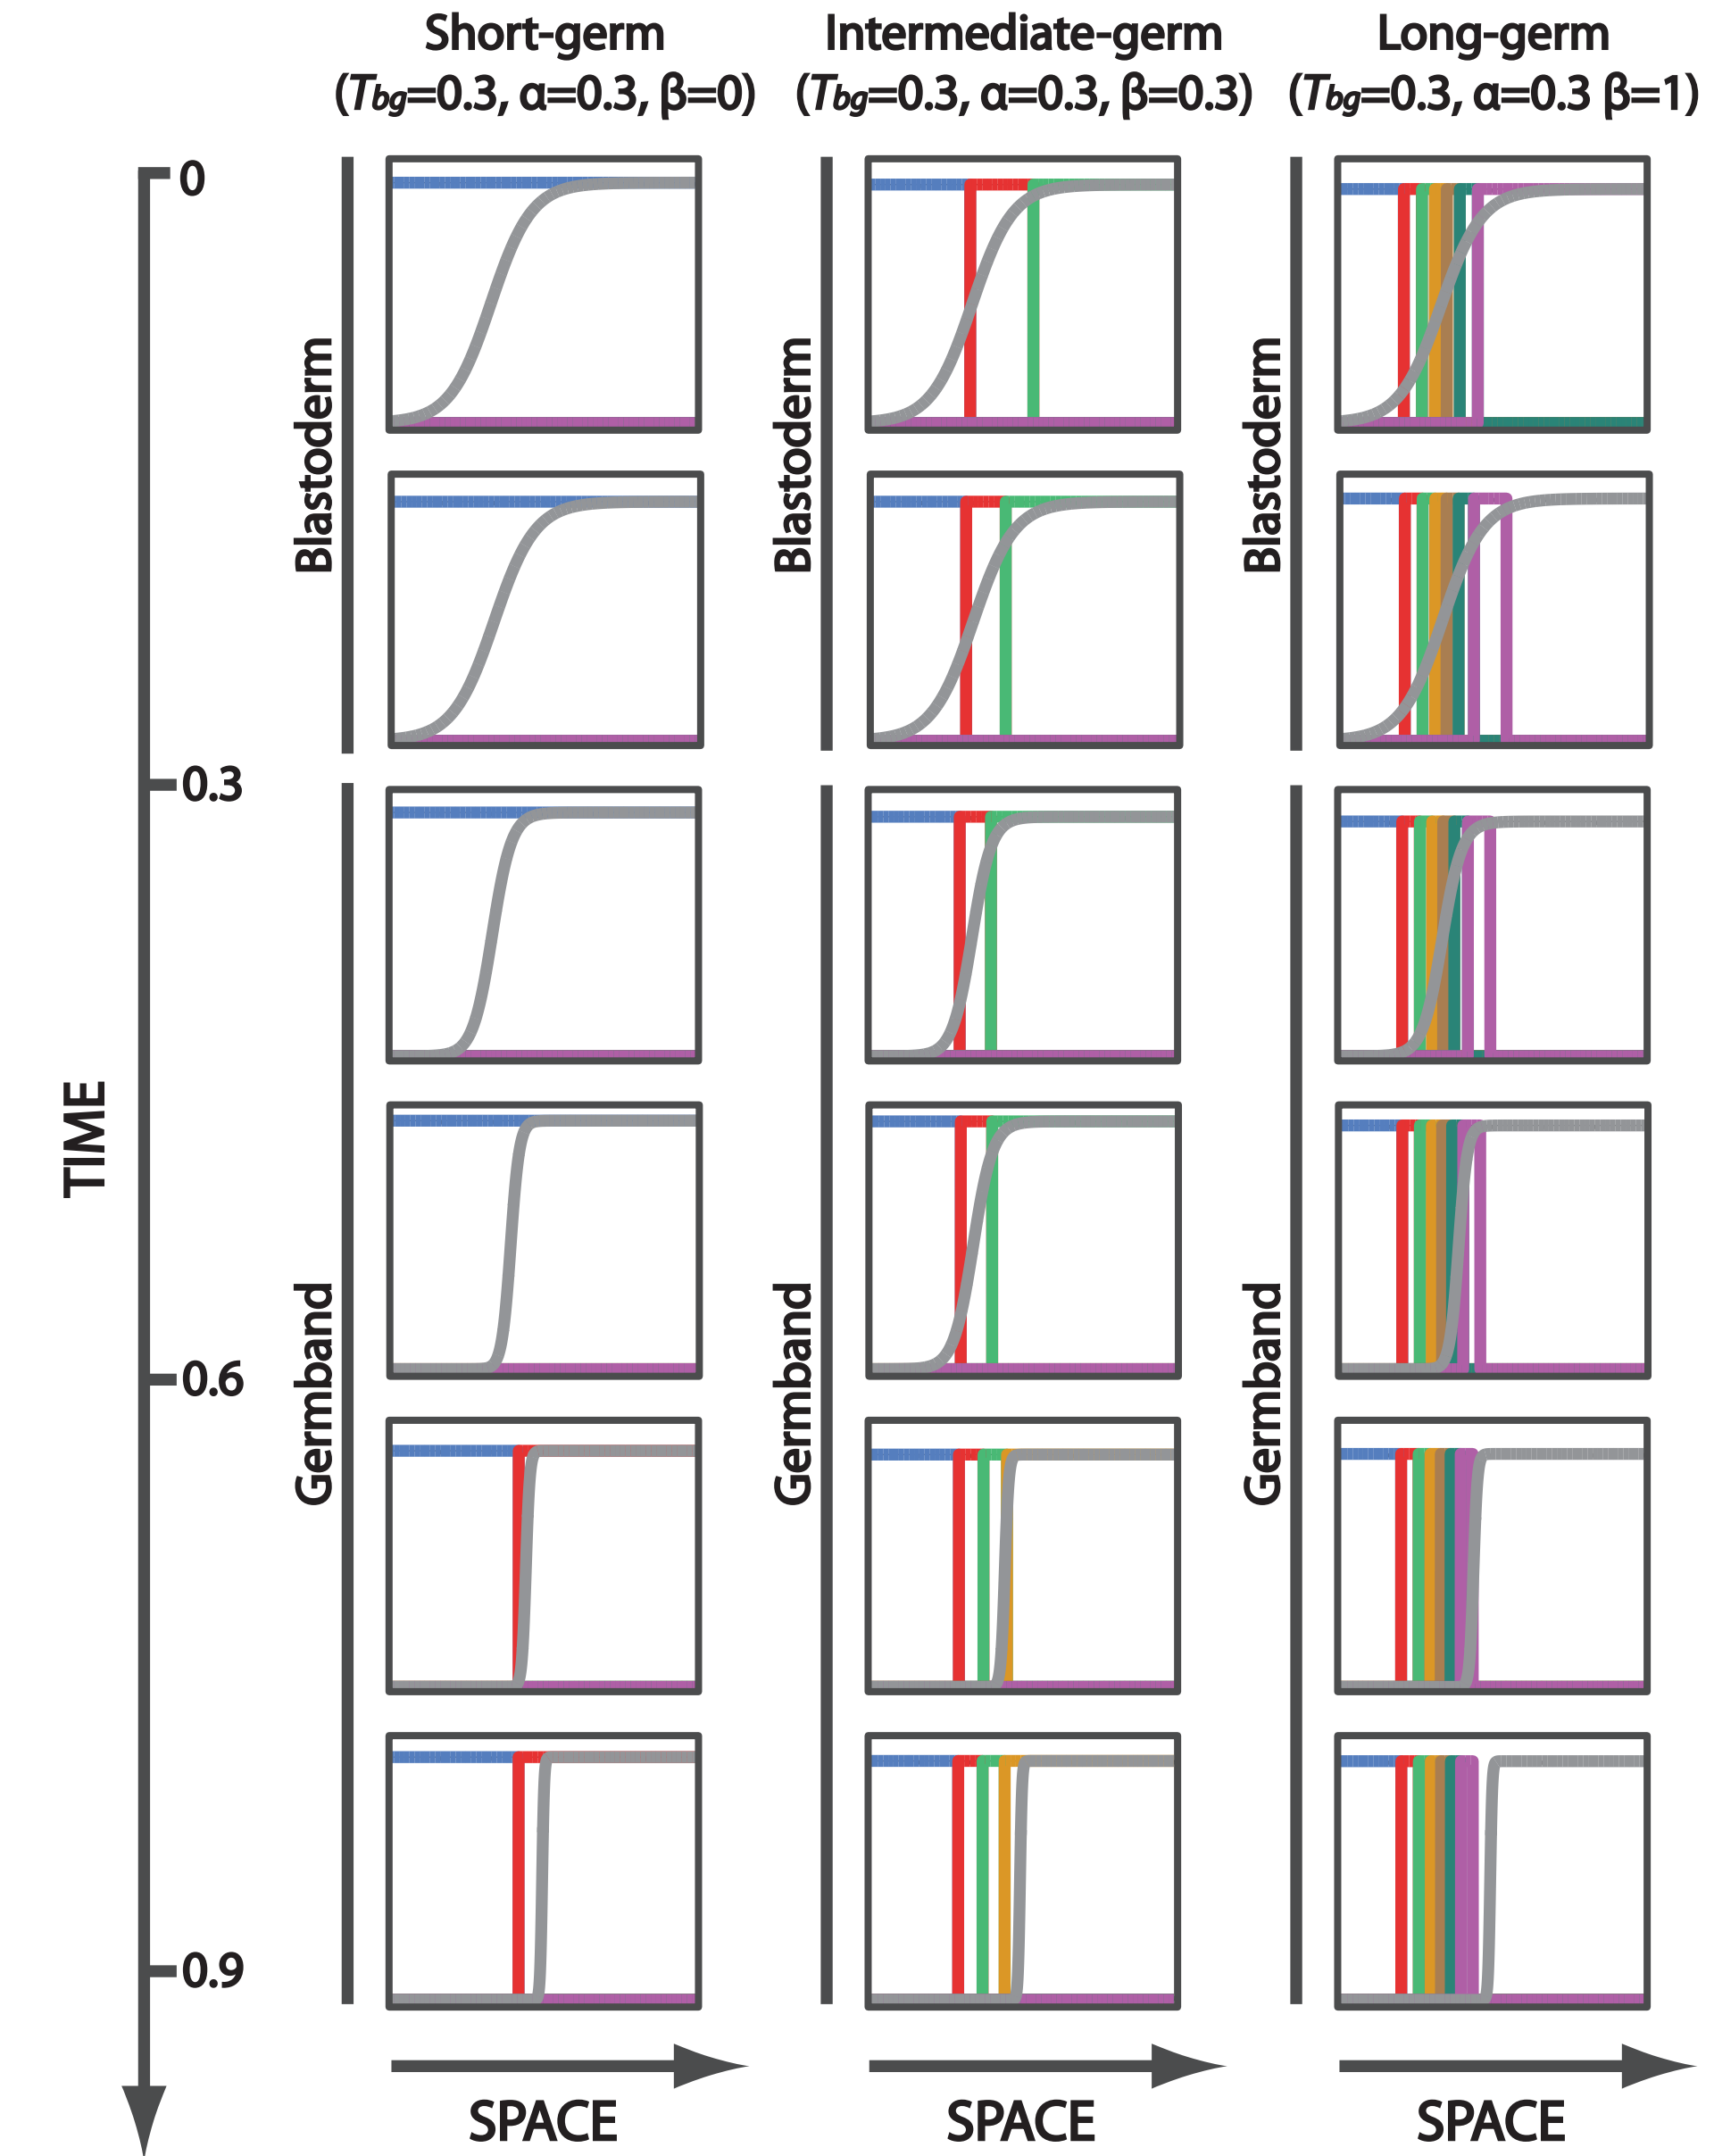 Short-germ
(Tbg=0.3, α=0.3, β=0)
Intermediate-germ
(Tbg=0.3, α=0.3, β=0.3)
Long-germ
(Tbg=0.3, α=0.3 β=1)
0
0.3
0.6
0.9
TIME
Blastoderm
Germband
Blastoderm
Germband
Blastoderm
Germband
SPACE
SPACE
SPACE